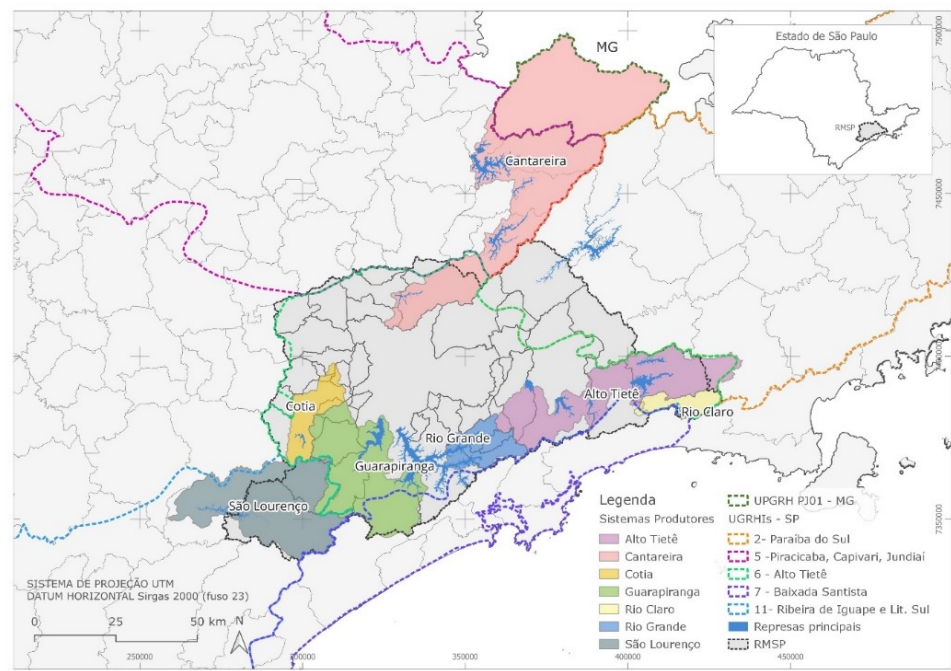 7500000
MG
Estado de São Paulo
RMSP
Cantareira
7450000
Cotia
Alto Tietê
Rio Claro
Rio Grande
Guarapiranga
São Lourenço
7350000
Legenda
Sistemas Produtores
Alto Tietê
Cantareira
Cotia
Guarapiranga
Rio Claro
Rio Grande
São Lourenço
UPGRH PJ01 - MG
UGRHIs - SP
2- Paraíba do Sul
5 -Piracicaba, Capivari, Jundiaí
6 - Alto Tietê
7 - Baixada Santista
11- Ribeira de Iguape e Lit. Sul
Represas principais
RMSP
SISTEMA DE PROJEÇÃO UTM
DATUM HORIZONTAL Sirgas 2000 (fuso 23)
0 25 50 km N
250000 300000 350000 400000 450000